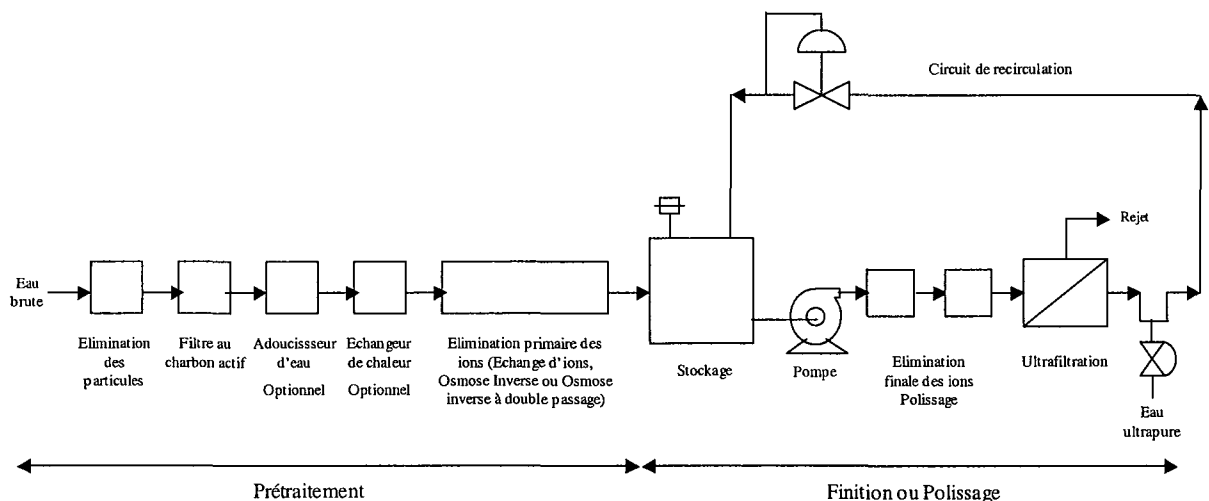 Circuit de recirculation
Rejet
Eau
brute
Elimination
des
particules
Filtre au
charbon actif
Adoucissseur
d'eau
Optionnel
Echangeur
de chaleur
Optionnel
Elimination primaire des
ions (Echange d'ions,
Osmose Inverse ou Osmose
inverse à double passage)
Stockage
Pompe
Elimination
finale des ions
Polissage
Ultrafiltration
Eau
ultrapure
Prétraitement
Finition ou Polissage